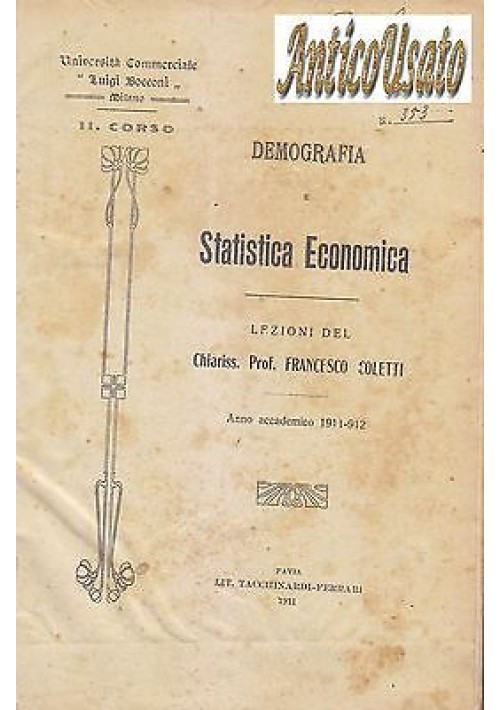 AnticoUsato
Università Commerciale
" Luigi Bocconi „
Milano
II. CORSO
n. 353
DEMOGRAFIA
E
Statistica Economica
LEZIONI DEL
Chiariss. Prof. FRANCESCO COLETTI
Anno accademico 1911-912
PAVIA
LIT. TACCHINARDI-FERRARI
1911